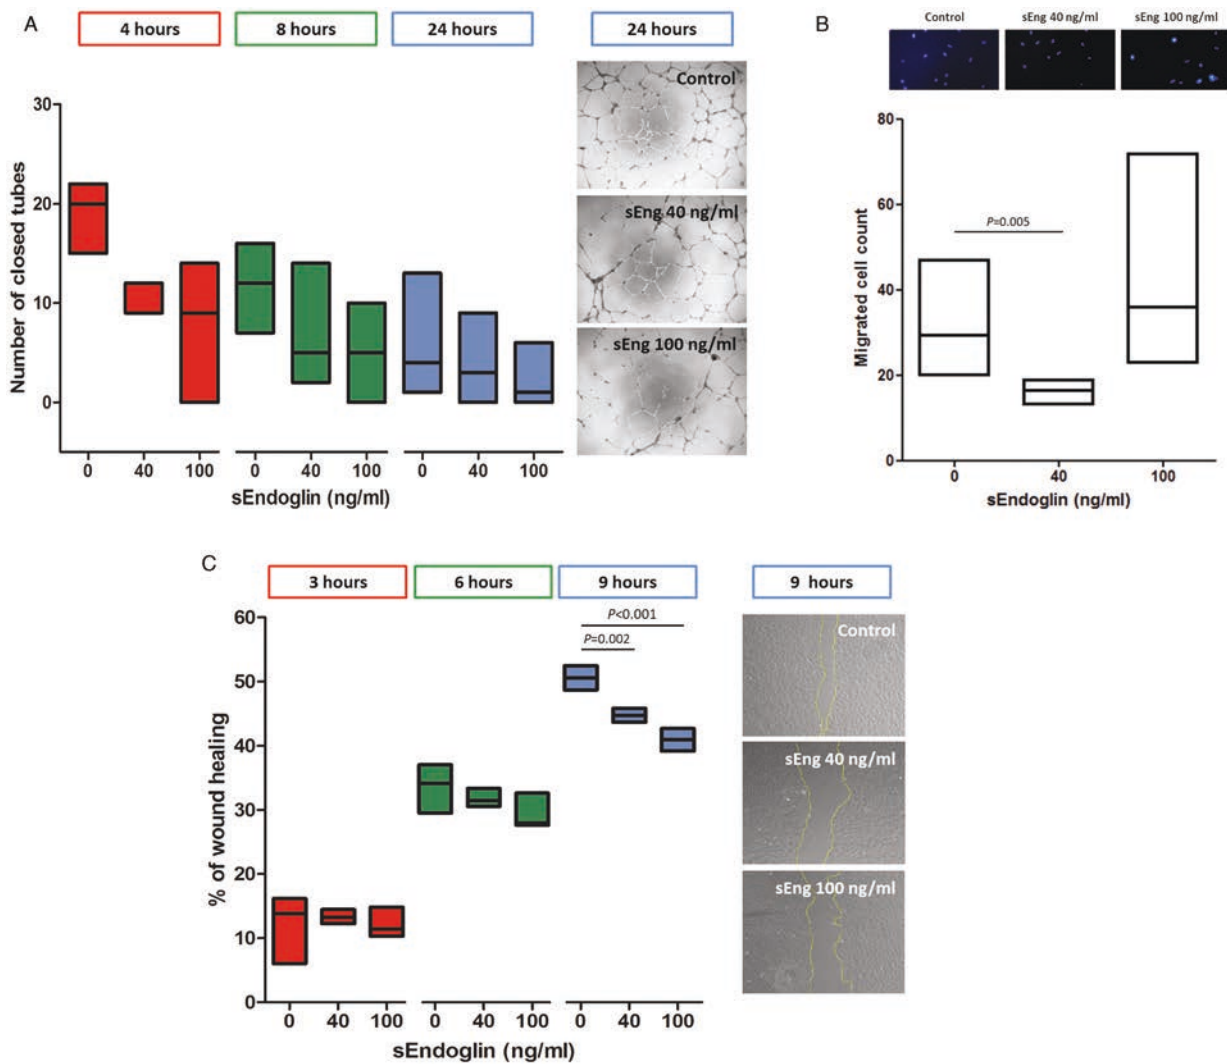 A
4 hours
8 hours
24 hours
24 hours
Number of closed tubes
30
20
10
0
0
40
100
0
40
100
0
40
100
sEndoglin (ng/ml)
Control
sEng 40 ng/ml
sEng 100 ng/ml
B
Control
sEng 40 ng/ml
sEng 100 ng/ml
Migrated cell count
80
60
40
20
0
P=0.005
0
40
100
sEndoglin (ng/ml)
C
3 hours
6 hours
9 hours
9 hours
% of wound healing
60
50
40
30
20
10
0
P<0.001
P=0.002
0
40
100
0
40
100
0
40
100
sEndoglin (ng/ml)
Control
sEng 40 ng/ml
sEng 100 ng/ml